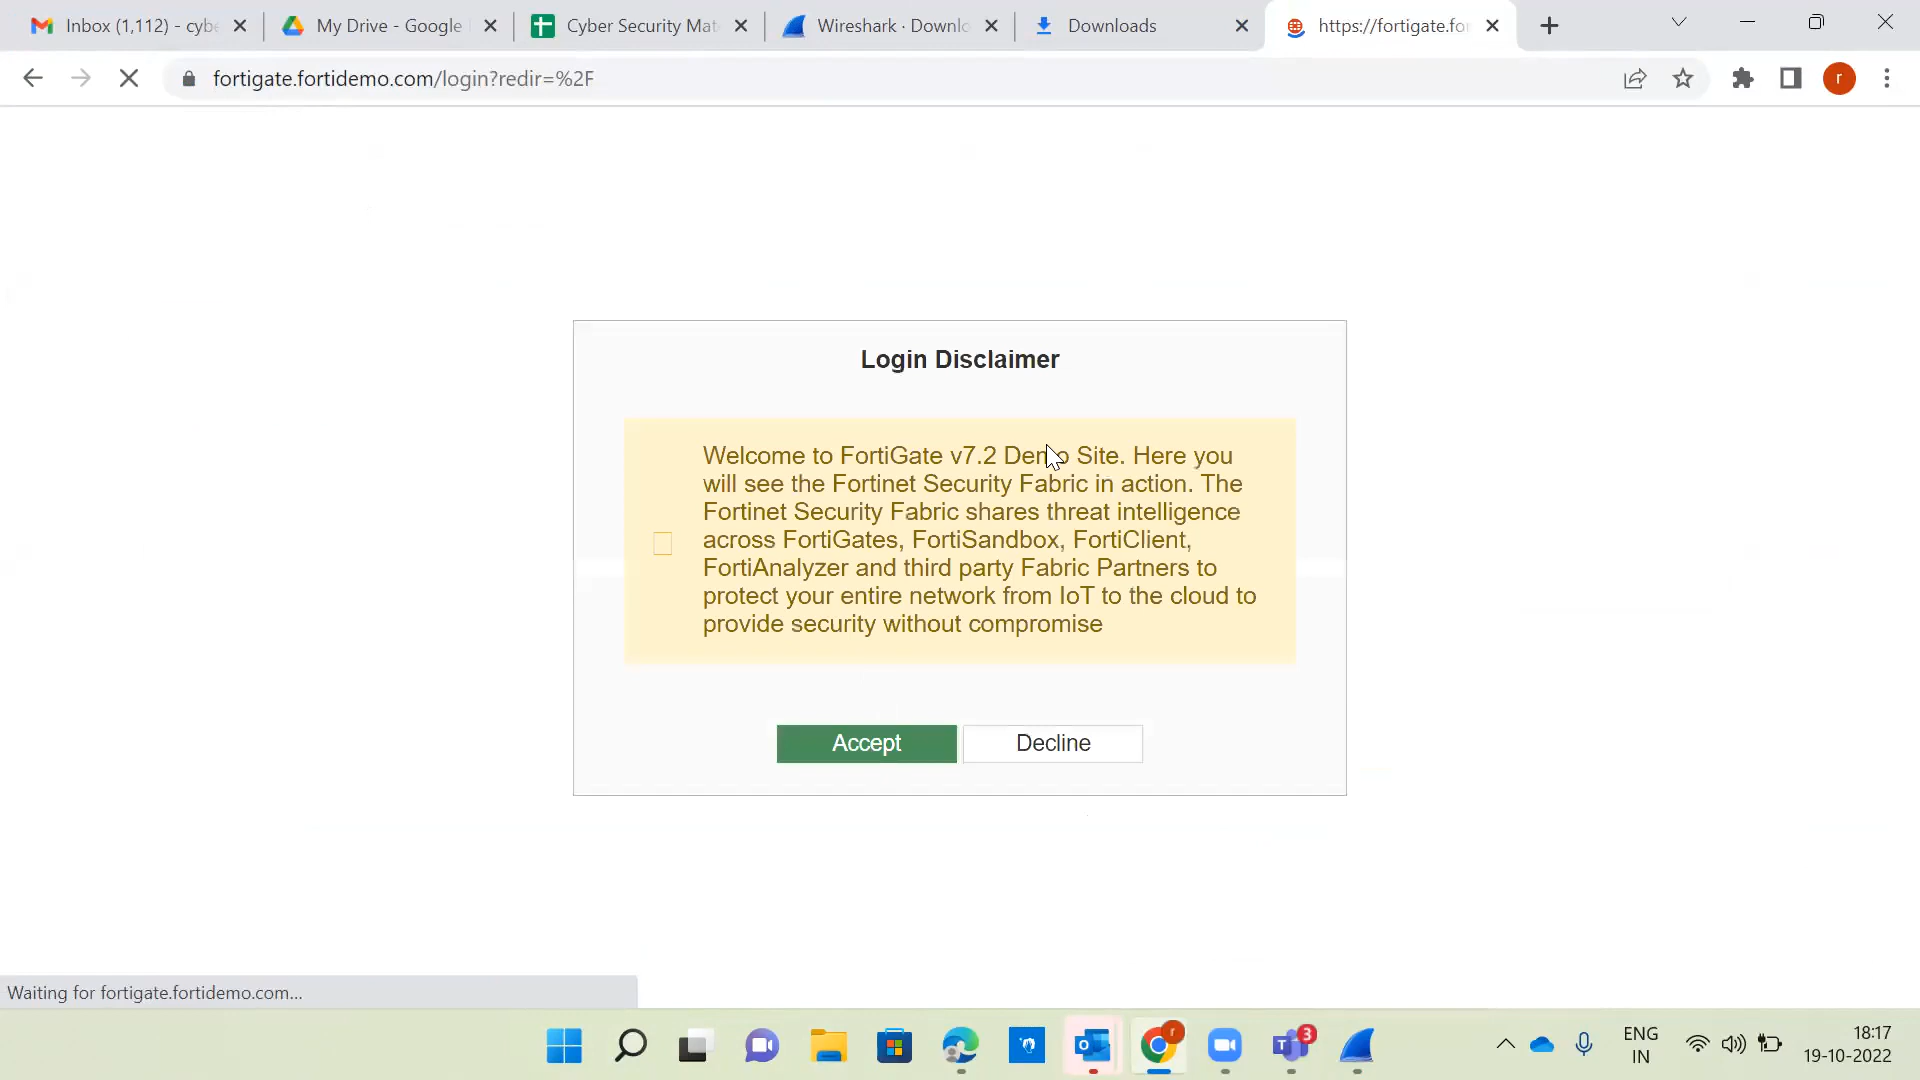 Inbox (1,112) - cybe
My Drive - Google
Cyber Security Mat
Wireshark · Downlo
Downloads
https://fortigate.for
fortigate.fortidemo.com/login?redir=%2F
r
Login Disclaimer
Welcome to FortiGate v7.2 Demo Site. Here you
will see the Fortinet Security Fabric in action. The
Fortinet Security Fabric shares threat intelligence
across FortiGates, FortiSandbox, FortiClient,
FortiAnalyzer and third party Fabric Partners to
protect your entire network from IoT to the cloud to
provide security without compromise
Accept
Decline
Waiting for fortigate.fortidemo.com...
r
3
ENG
IN
18:17
19-10-2022